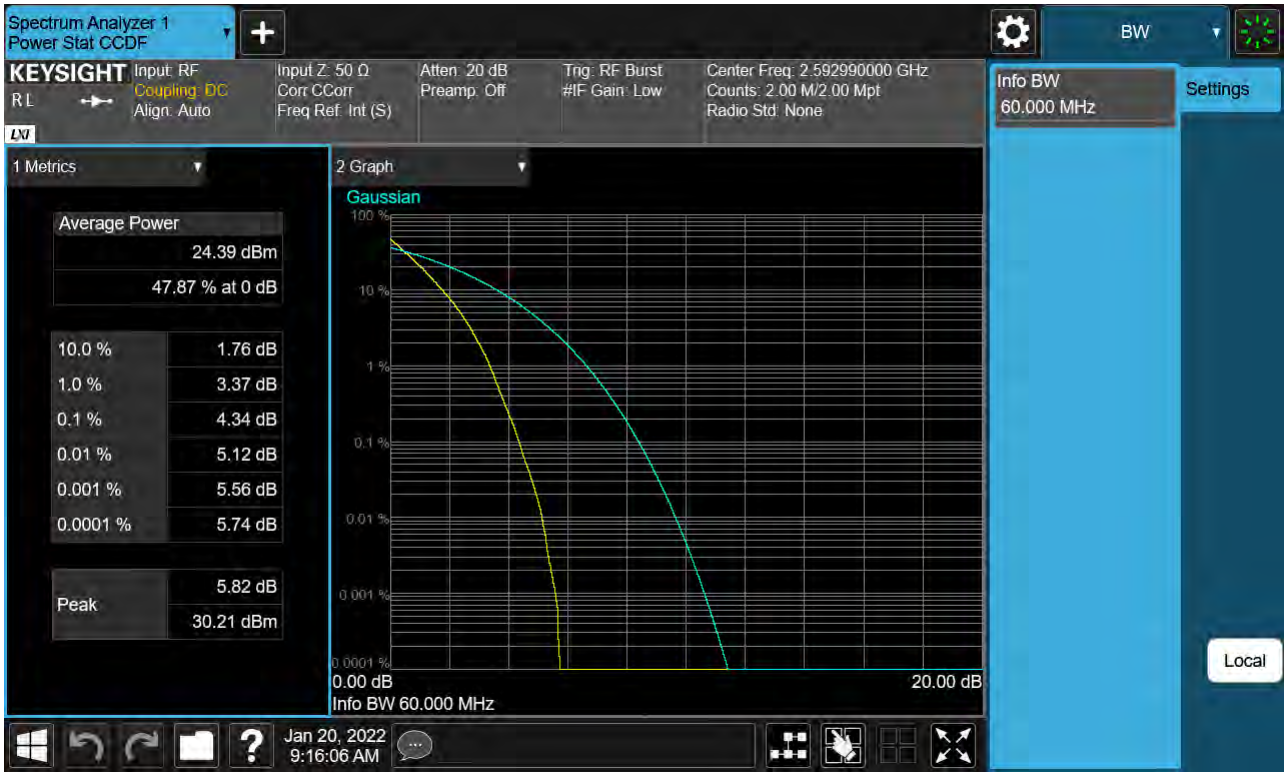 Spectrum Analyzer 1
Power Stat CCDF
BW
KEYSIGHT
R L
LXI
Input: RF
Coupling: DC
Align: Auto
Input Z: 50 Ω
Corr CCorr
Freq Ref: Int (S)
Atten: 20 dB
Preamp: Off
Trig: RF Burst
#IF Gain: Low
Center Freq: 2.592990000 GHz
Counts: 2.00 M/2.00 Mpt
Radio Std: None
Info BW
60.000 MHz
Settings
1 Metrics
Average Power
24.39 dBm
47.87 % at 0 dB
10.0 % 1.76 dB
1.0 % 3.37 dB
0.1 % 4.34 dB
0.01 % 5.12 dB
0.001 % 5.56 dB
0.0001 % 5.74 dB
Peak
5.82 dB
30.21 dBm
2 Graph
Gaussian
100 %
10 %
1 %
0.1 %
0.01 %
0.001 %
0.0001 %
0.00 dB 20.00 dB
Info BW 60.000 MHz
Local
?
Jan 20, 2022
9:16:06 AM